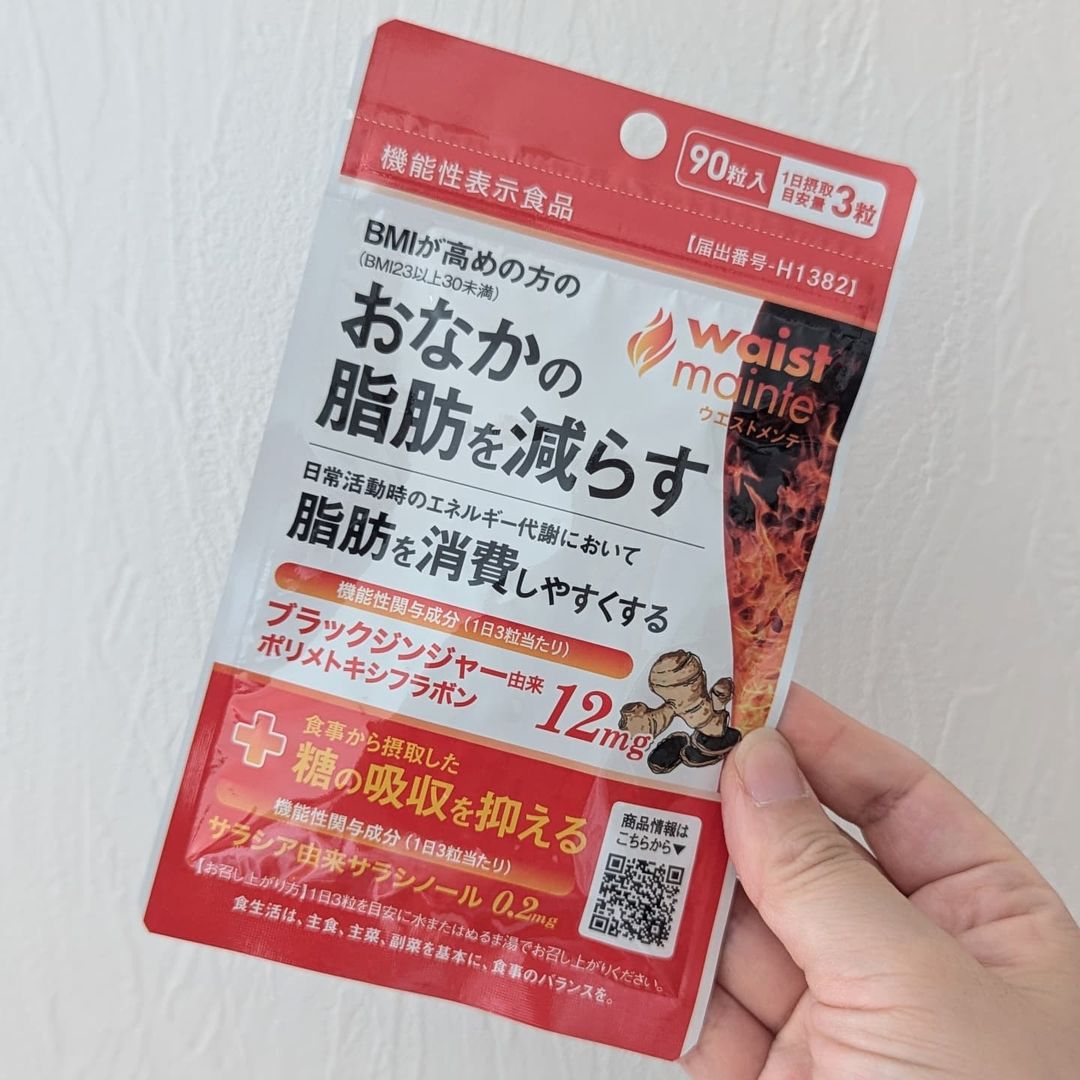 90粒入
1日摂取
目安量
3粒
機能性表示食品
【届出番号-H1382】
BMIが高めの方の
(BMI23以上30未満)
おなかの
脂肪を減らす
waist
mainte
ウエストメンテ
日常活動時のエネルギー代謝において
脂肪を消費しやすくする
機能性関与成分(1日3粒当たり)
ブラックジンジャー由来
ポリメトキシフラボン
12mg
食事から摂取した
糖の吸収を抑える
機能性関与成分(1日3粒当たり)
サラシア由来サラシノール 0.2mg
商品情報は
こちらから▼
【お召し上がり方】1日3粒を目安に水またはぬるま湯でお召し上がりください。
食生活は、主食、主菜、副菜を基本に、食事のバランスを。